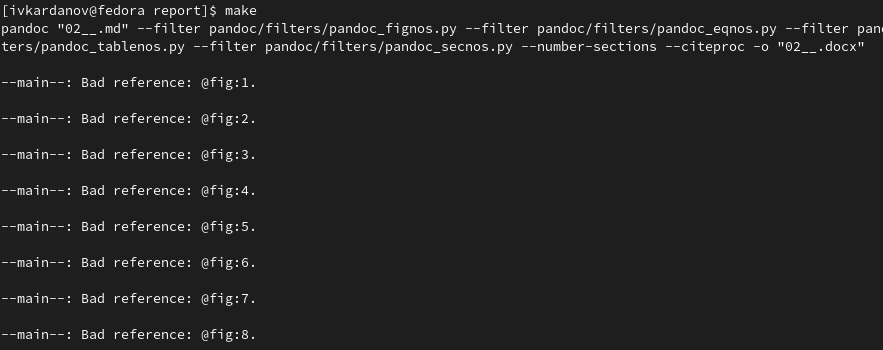 [ivkardanov@fedora report]$ make
pandoc "02__.md" --filter pandoc/filters/pandoc_fignos.py --filter pandoc/filters/pandoc_eqnos.py --filter pan
ters/pandoc_tablenos.py --filter pandoc/filters/pandoc_secnos.py --number-sections --citeproc -o "02__.docx"
--main--: Bad reference: @fig:1.
--main--: Bad reference: @fig:2.
--main--: Bad reference: @fig:3.
--main--: Bad reference: @fig:4.
--main--: Bad reference: @fig:5.
--main--: Bad reference: @fig:6.
--main--: Bad reference: @fig:7.
--main--: Bad reference: @fig:8.